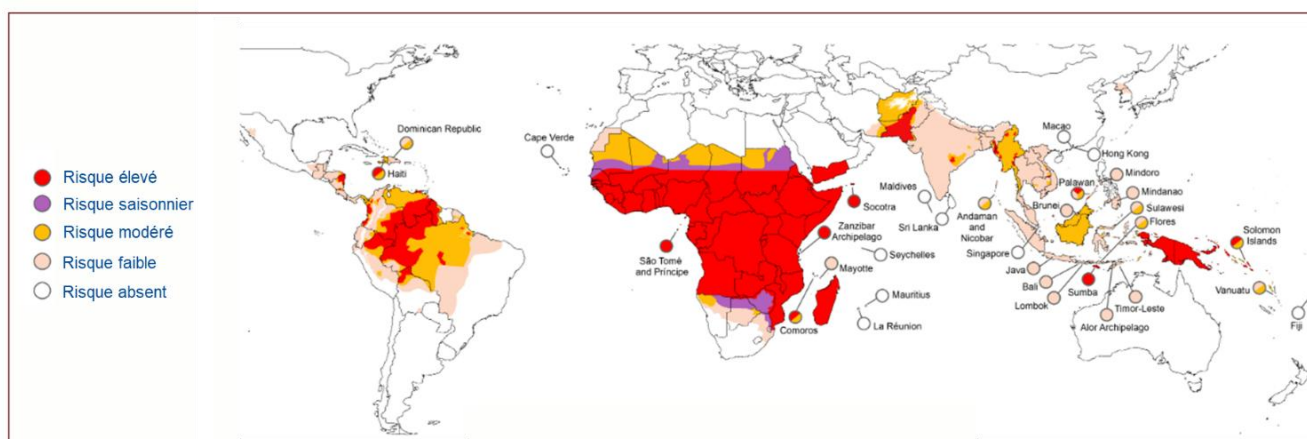 Risque élevé
Risque saisonnier
Risque modéré
Risque faible
Risque absent
Dominican Republic
Haiti
Cape Verde
São Tomé
and Príncipe
Socotra
Zanzibar
Archipelago
Seychelles
Mayotte
Mauritius
La Réunion
Comoros
Maldives
Sri Lanka
Andaman
and
Nicobar
Macao
Hong Kong
Mindoro
Palawan
Mindanao
Brunei
Sulawesi
Flores
Singapore
Java
Bali
Lombok
Sumba
Timor-Leste
Alor Archipelago
Solomon
Islands
Vanuatu
Fiji